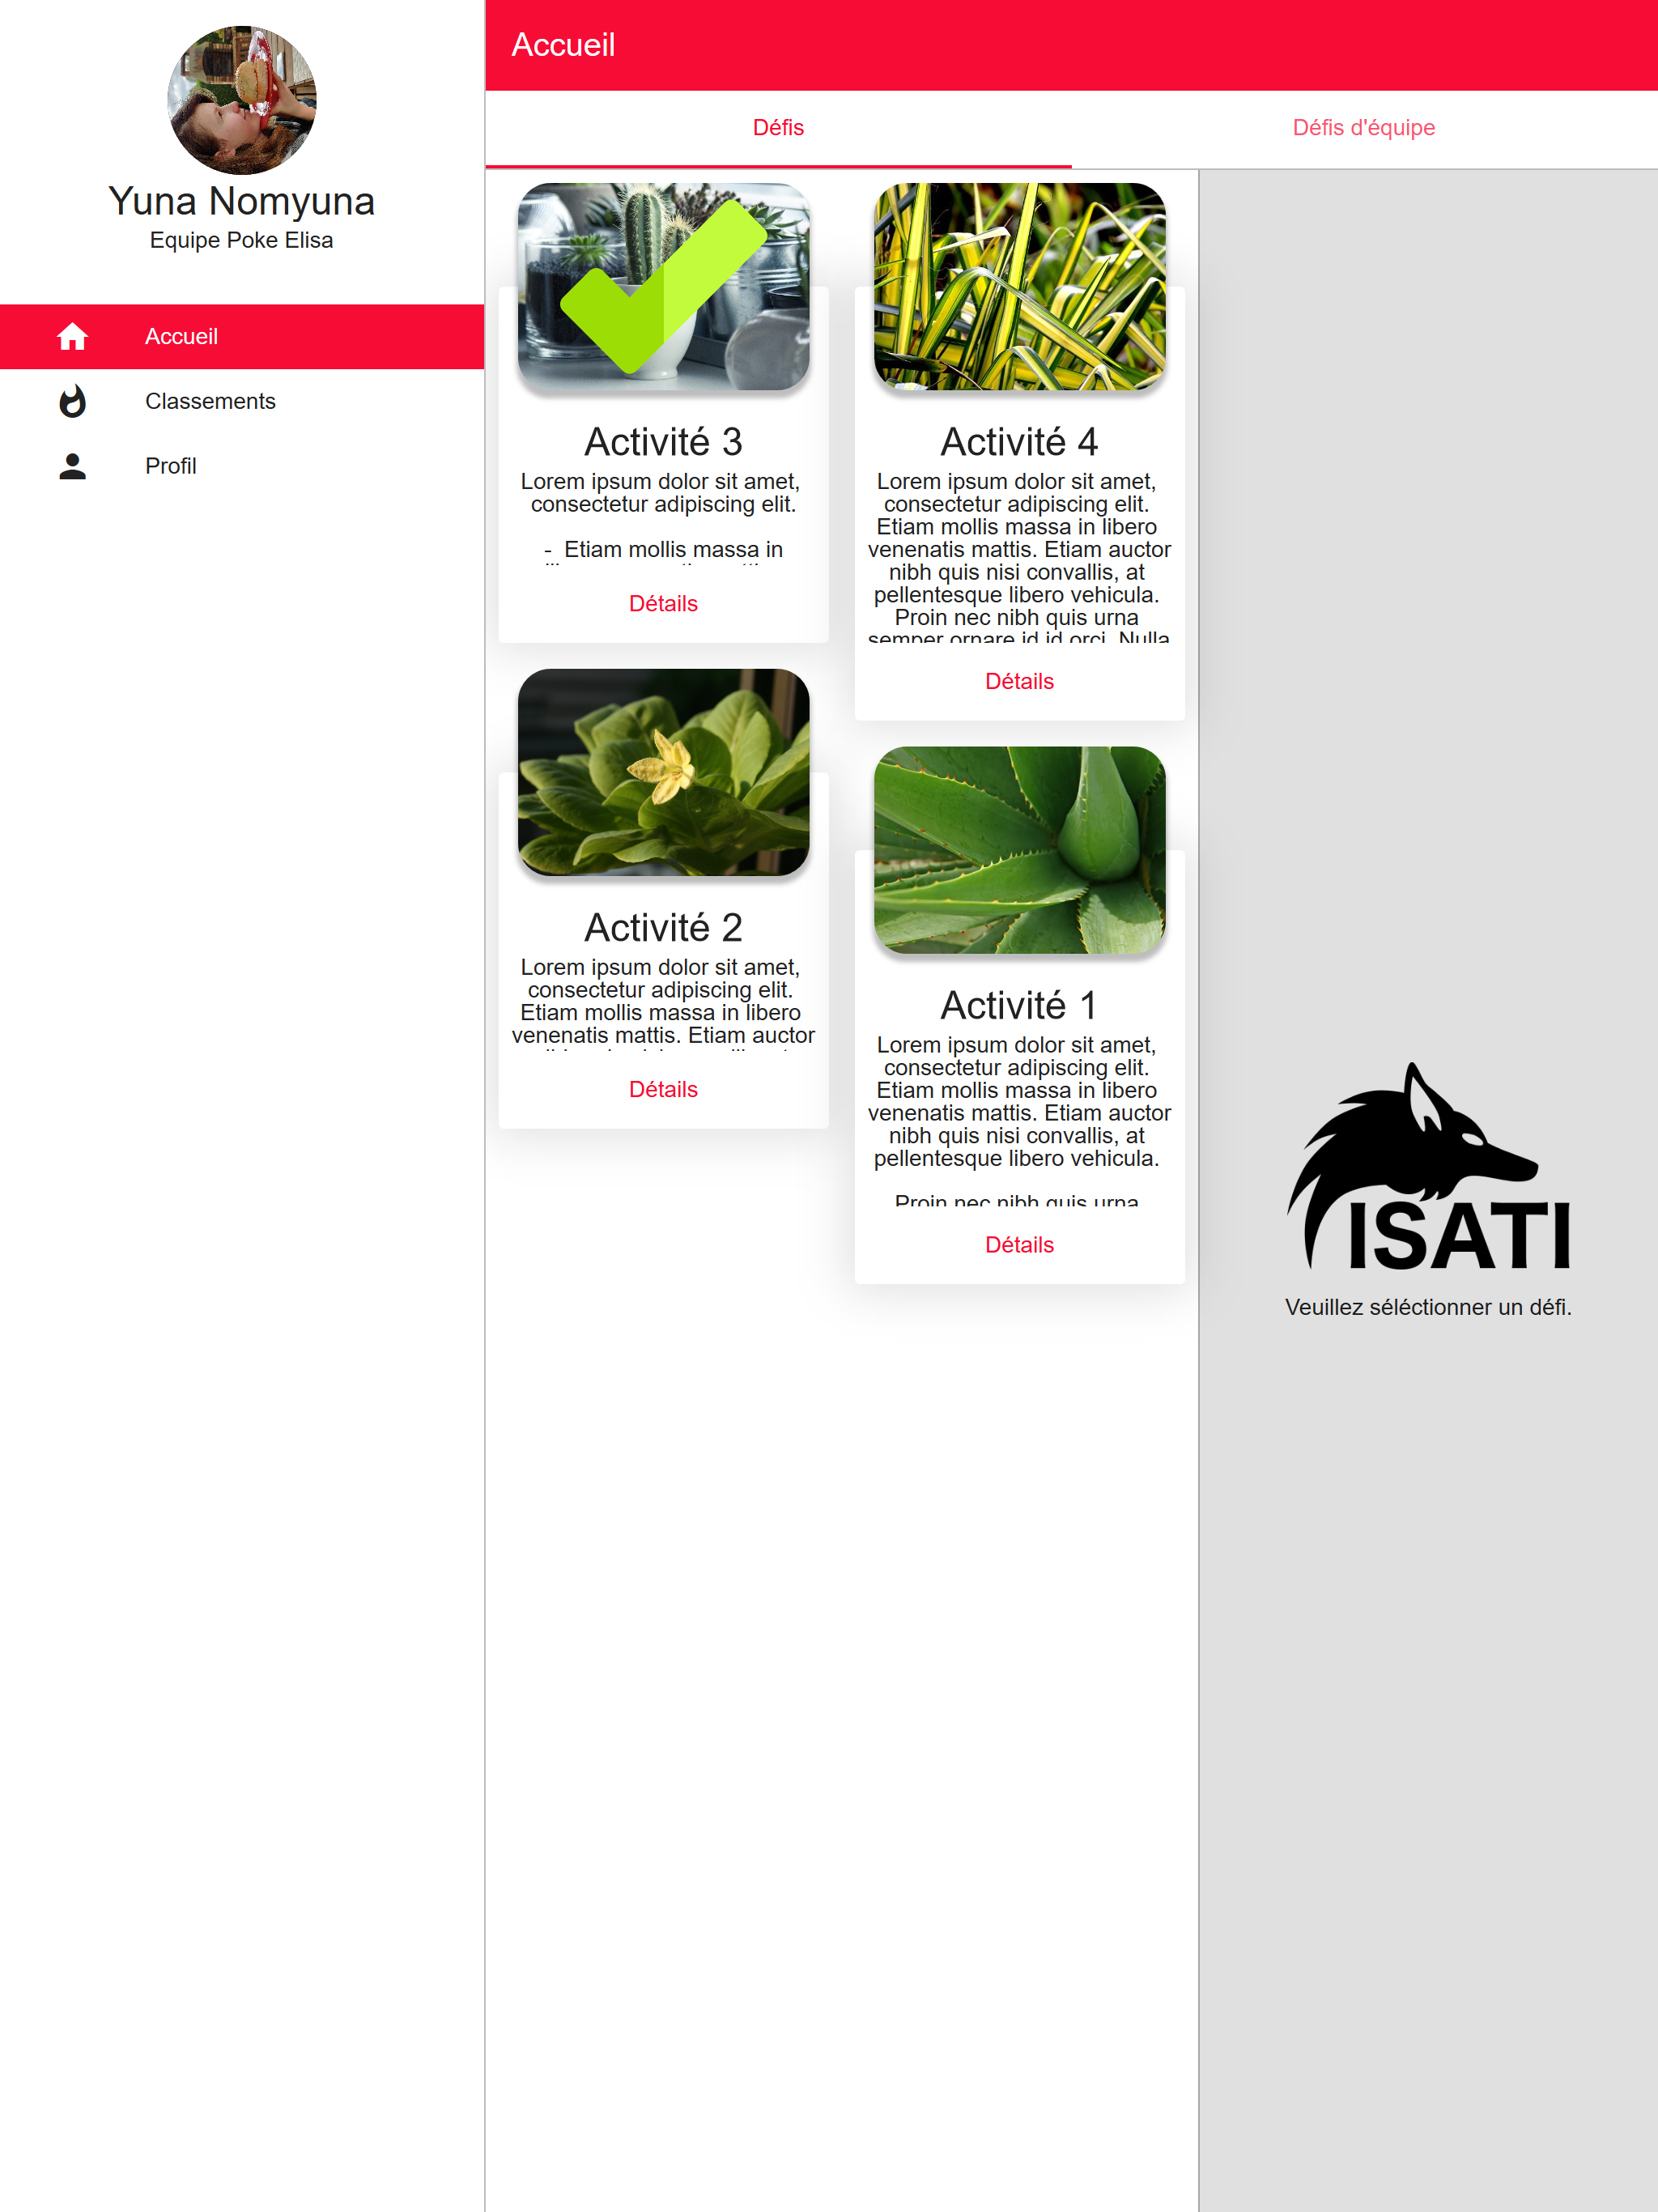 Yuna Nomyuna
Equipe Poke Elisa
Accueil
Classements
Profil
Accueil
Défis
Défis d'équipe
Activité 3
Lorem ipsum dolor sit amet,
consectetur adipiscing elit.
- Etiam mollis massa in
Détails
Activité 2
Lorem ipsum dolor sit amet,
consectetur adipiscing elit.
Etiam mollis massa in libero
venenatis mattis. Etiam auctor
Détails
Activité 4
Lorem ipsum dolor sit amet,
consectetur adipiscing elit.
Etiam mollis massa in libero
venenatis mattis. Etiam auctor
nibh quis nisi convallis, at
pellentesque libero vehicula.
Proin nec nibh quis urna
semper ornare id id orci. Nulla
Détails
Activité 1
Lorem ipsum dolor sit amet,
consectetur adipiscing elit.
Etiam mollis massa in libero
venenatis mattis. Etiam auctor
nibh quis nisi convallis, at
pellentesque libero vehicula.
Proin nec nibh quis urna
Détails
ISATI
Veuillez séléctionner un défi.